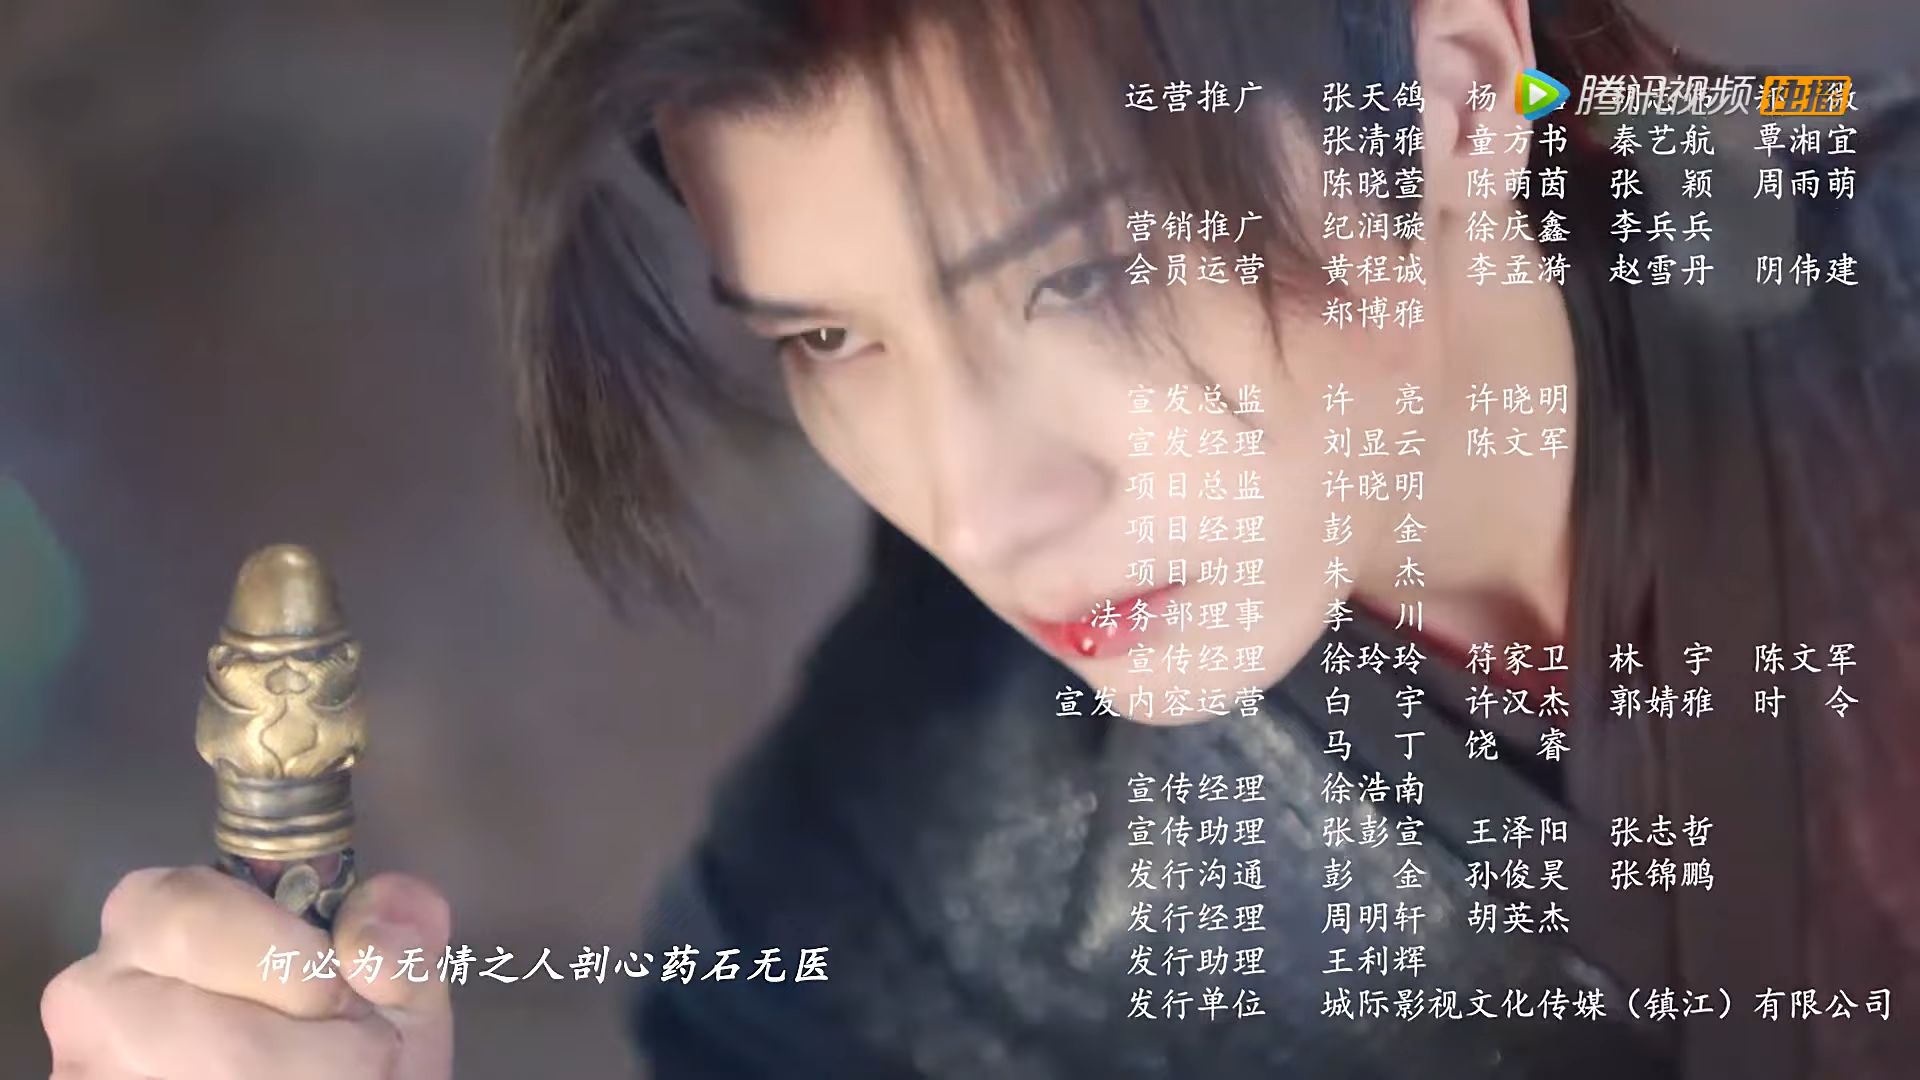 运营推广 张天鸽 杨
腾讯视频 独播
张清雅 童方书 秦艺航 覃湘宜
陈晓萱 陈萌茵 张 颖 周雨萌
营销推广 纪润璇 徐庆鑫 李兵兵
会员运营 黄程诚 李孟漪 赵雪丹 阴伟建
郑博雅
宣发总监 许 亮 许晓明
宣发经理 刘显云 陈文军
项目总监 许晓明
项目经理 彭 金
项目助理 朱 杰
法务部理事 李 川
宣传经理 徐玲玲 符家卫 林 宇 陈文军
宣发内容运营 白 宇 许汉杰 郭婧雅 时 令
马 丁 饶 睿
宣传经理 徐浩南
宣传助理 张彭宣 王泽阳 张志哲
发行沟通 彭 金 孙俊昊 张锦鹏
发行经理 周明轩 胡英杰
发行助理 王利辉
发行单位 城际影视文化传媒（镇江）有限公司
何必为无情之人剖心药石无医